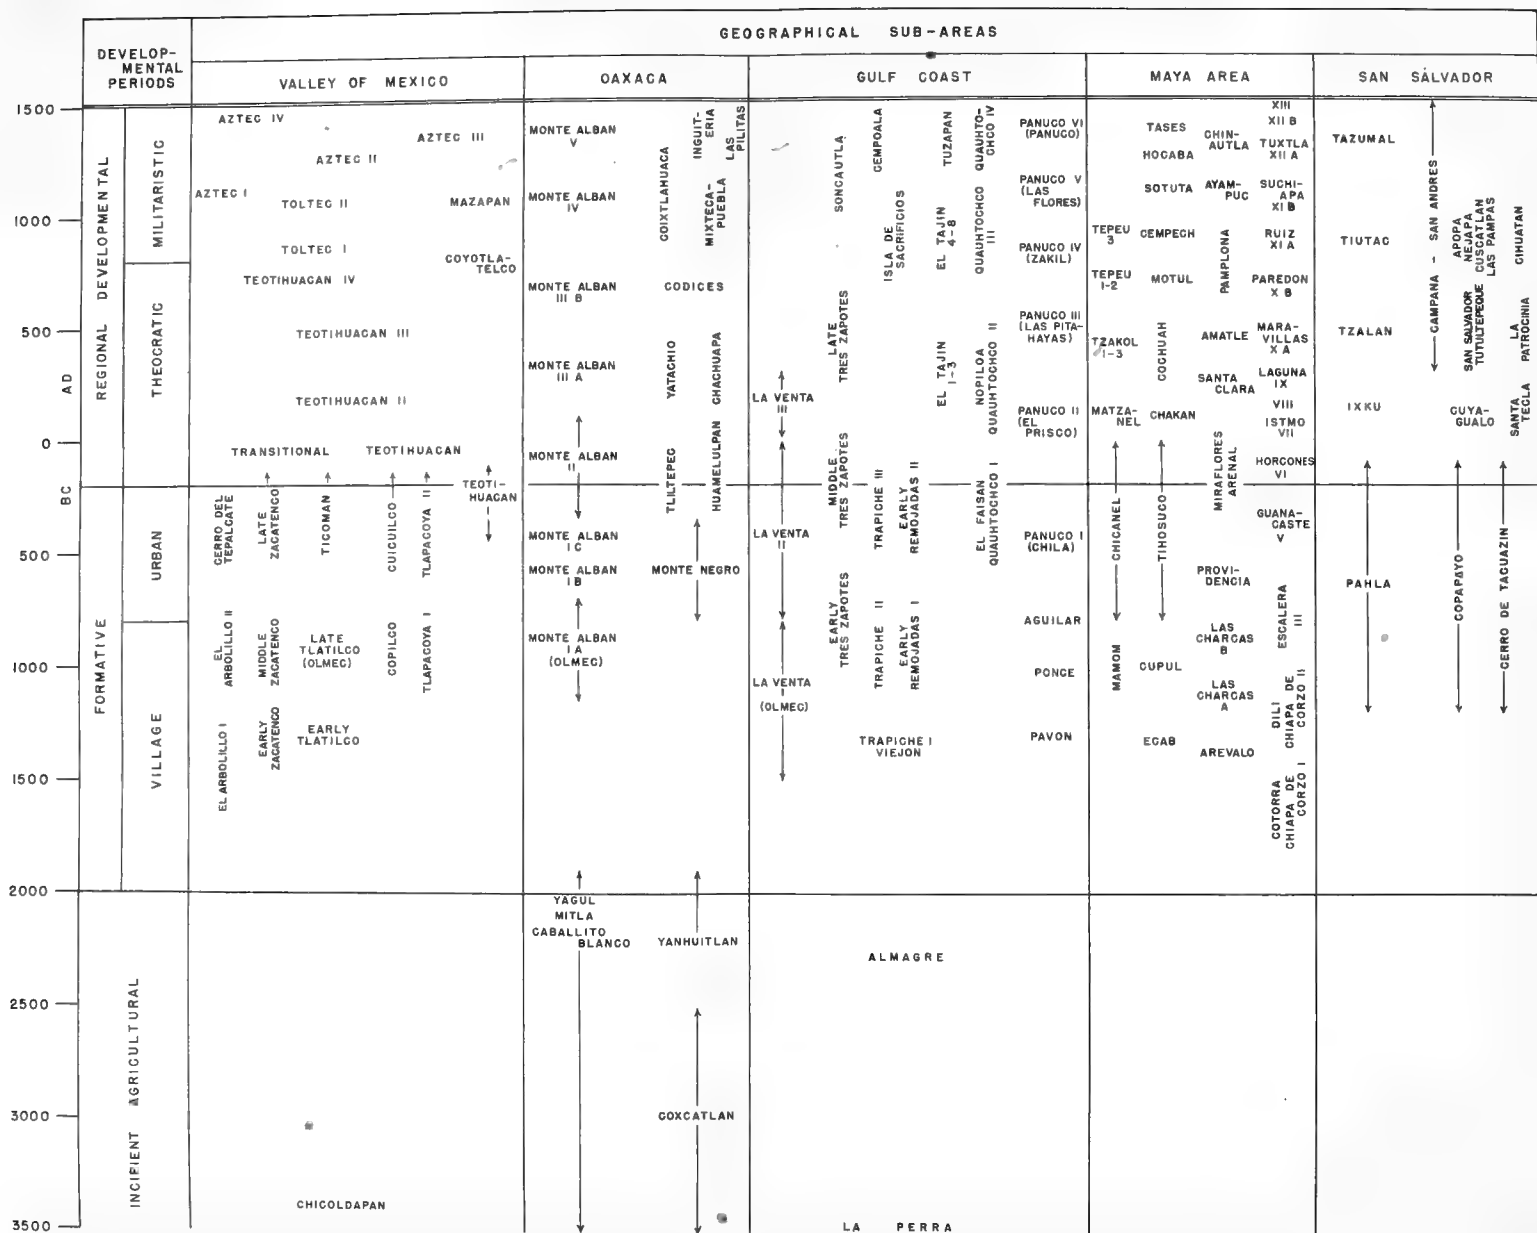 GEOGRAPHICAL SUB-AREAS
DEVELOP-
MENTAL
PERIODS
VALLEY OF MEXICO
OAXACA
GULF COAST
MAYA AREA
SAN SALVADOR
1500
1000
500
0
500
1000
1500
2000
2500
3000
3500
AD
BC
REGIONAL DEVELOPMENTAL
MILITARISTIC
THEOCRATIC
FORMATIVE
URBAN
VILLAGE
INCIPIENT AGRICULTURAL
AZTEC IV
AZTEC III
AZTEC II
AZTEC I
TOLTEC II
MAZAPAN
TOLTEC I
COYOTLA-
TELCO
TEOTIHUACAN IV
TEOTIHUACAN III
TEOTIHUACAN II
TRANSITIONAL
TEOTIHUACAN
TEOTI-
HUACAN
CERRO DEL
TEPALCATE
LATE
ZACATENCO
TICOMAN
CUICUILCO
TLAPACOYA II
EL
ARBOLILLO II
MIDDLE
ZACATENCO
LATE
TLATILCO
(OLMEC)
COPILCO
TLAPACOYA I
EL ARBOLILLO I
EARLY
ZACATENCO
EARLY
TLATILCO
CHICOLDAPAN
MONTE ALBAN
V
MONTE ALBAN
IV
MONTE ALBAN
III B
MONTE ALBAN
III A
MONTE ALBAN
II
MONTE ALBAN
I C
MONTE ALBAN
I B
MONTE ALBAN
I A
(OLMEC)
YAGUL
MITLA
CABALLITO
BLANCO
COIXTLAHUACA
INGUIT-
ERIA
LAS
PILITAS
MIXTECA-
PUEBLA
CODICES
YATACHIO
CHACHUAPA
TLILTEPEC
HUAMELULPAN
MONTE NEGRO
YANHUITLAN
COXCATLAN
LA VENTA
III
LA VENTA
II
LA VENTA
I
(OLMEC)
SONCAUTLA
LATE
TRES ZAPOTES
MIDDLE
TRES ZAPOTES
EARLY
TRES ZAPOTES
CEMPOALA
ISLA DE
SACRIFICIOS
TRAPICHE III
EARLY
REMOJADAS II
TRAPICHE II
EARLY
REMOJADAS I
TRAPICHE I
VIEJON
ALMAGRE
LA PERRA
TUZAPAN
EL TAJIN
4-8
EL TAJIN
1-3
QUAUHTO-
CHCO IV
QUAUHTOCHCO
III
NOPILOA
QUAUHTOCHCO II
EL FAISAN
QUAUHTOCHCO I
PANUCO VI
(PANUCO)
PANUCO V
(LAS
FLORES)
PANUCO IV
(ZAKIL)
PANUCO III
(LAS PITA-
HAYAS)
PANUCO II
(EL
PRISCO)
PANUCO I
(CHILA)
AGUILAR
PONCE
PAVON
TEPEU
3
TEPEU
1-2
TZAKOL
1-3
MATZA-
NEL
CHICANEL
MAMOM
TASES
HOCABA
SOTUTA
CEMPECH
MOTUL
COCHUAH
CHAKAN
TIHOSUCO
CUPUL
ECAB
CHIN-
AUTLA
AYAM-
PUC
PAMPLONA
AMATLE
SANTA
CLARA
MIRAFLORES
ARENAL
PROVI-
DENCIA
LAS
CHARCAS
B
LAS
CHARCAS
A
AREVALO
XIII
XII B
TUXTLA
XII A
SUCHI-
APA
XI B
RUIZ
XI A
PAREDON
X B
MARA-
VILLAS
X A
LAGUNA
IX
VIII
ISTMO
VII
HORCONES
VI
GUANA-
CASTE
V
ESCALERA
III
DILI
CHIAPA DE
CORZO II
COTORRA
CHIAPA DE
CORZO I
TAZUMAL
TIUTAC
TZALAN
IXKU
PAHLA
CAMPANA - SAN ANDRES
APOPA
NEJAPA
CUSCATLAN
LAS PAMPAS
CIHUATAN
SAN SALVADOR
TUTULTEPEQUE
LA
PATROCINIA
CUYA-
GUALO
SANTA
TECLA
COPAPAYO
CERRO DE TACUAZIN